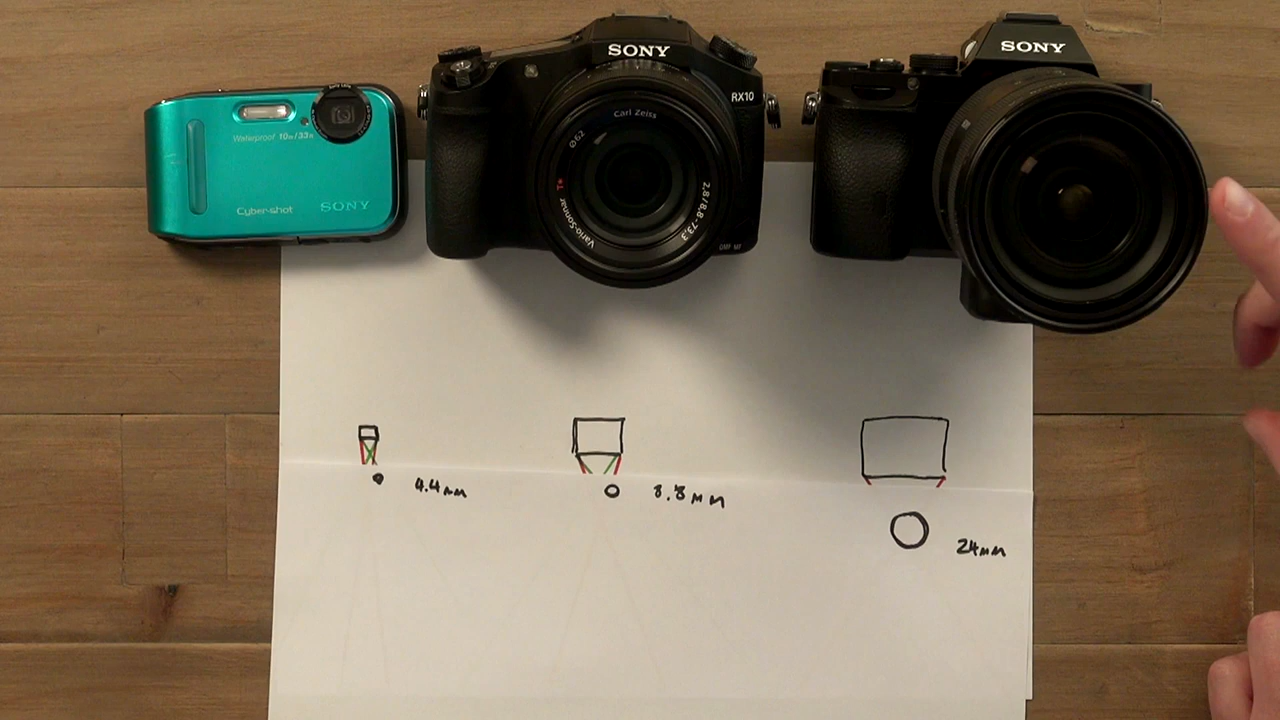 Waterproof 10m/33ft
Cyber-shot
SONY
SONY
RX10
Carl Zeiss
Ø62
T*
2,8/8,8-73,3
Vario-Sonnar
SONY
4.4mm
8.8mm
24mm